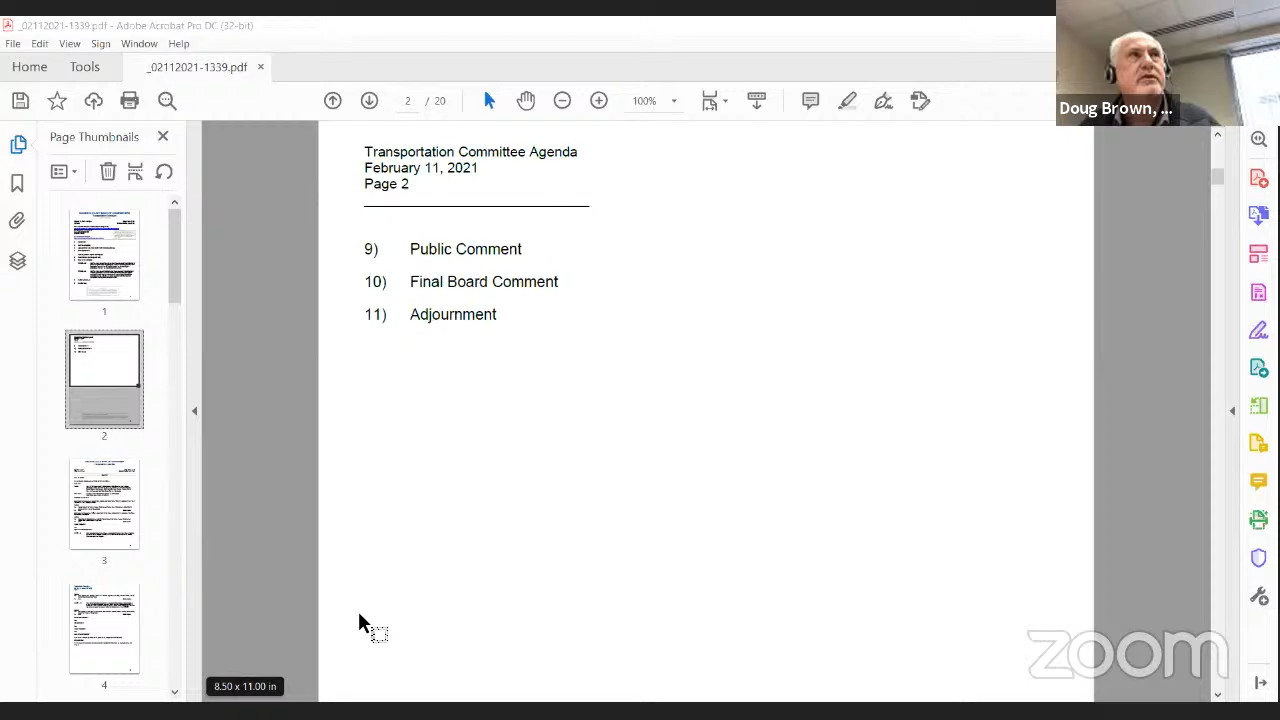 _02112021-1339.pdf - Adobe Acrobat Pro DC (32-bit)
File Edit View Sign Window Help
Home Tools _02112021-1339.pdf ×
2 / 20 100%
Doug Brown, ...
Page Thumbnails
1
2
3
4
Transportation Committee Agenda
February 11, 2021
Page 2
9) Public Comment
10) Final Board Comment
11) Adjournment
8.50 x 11.00 in
zoom